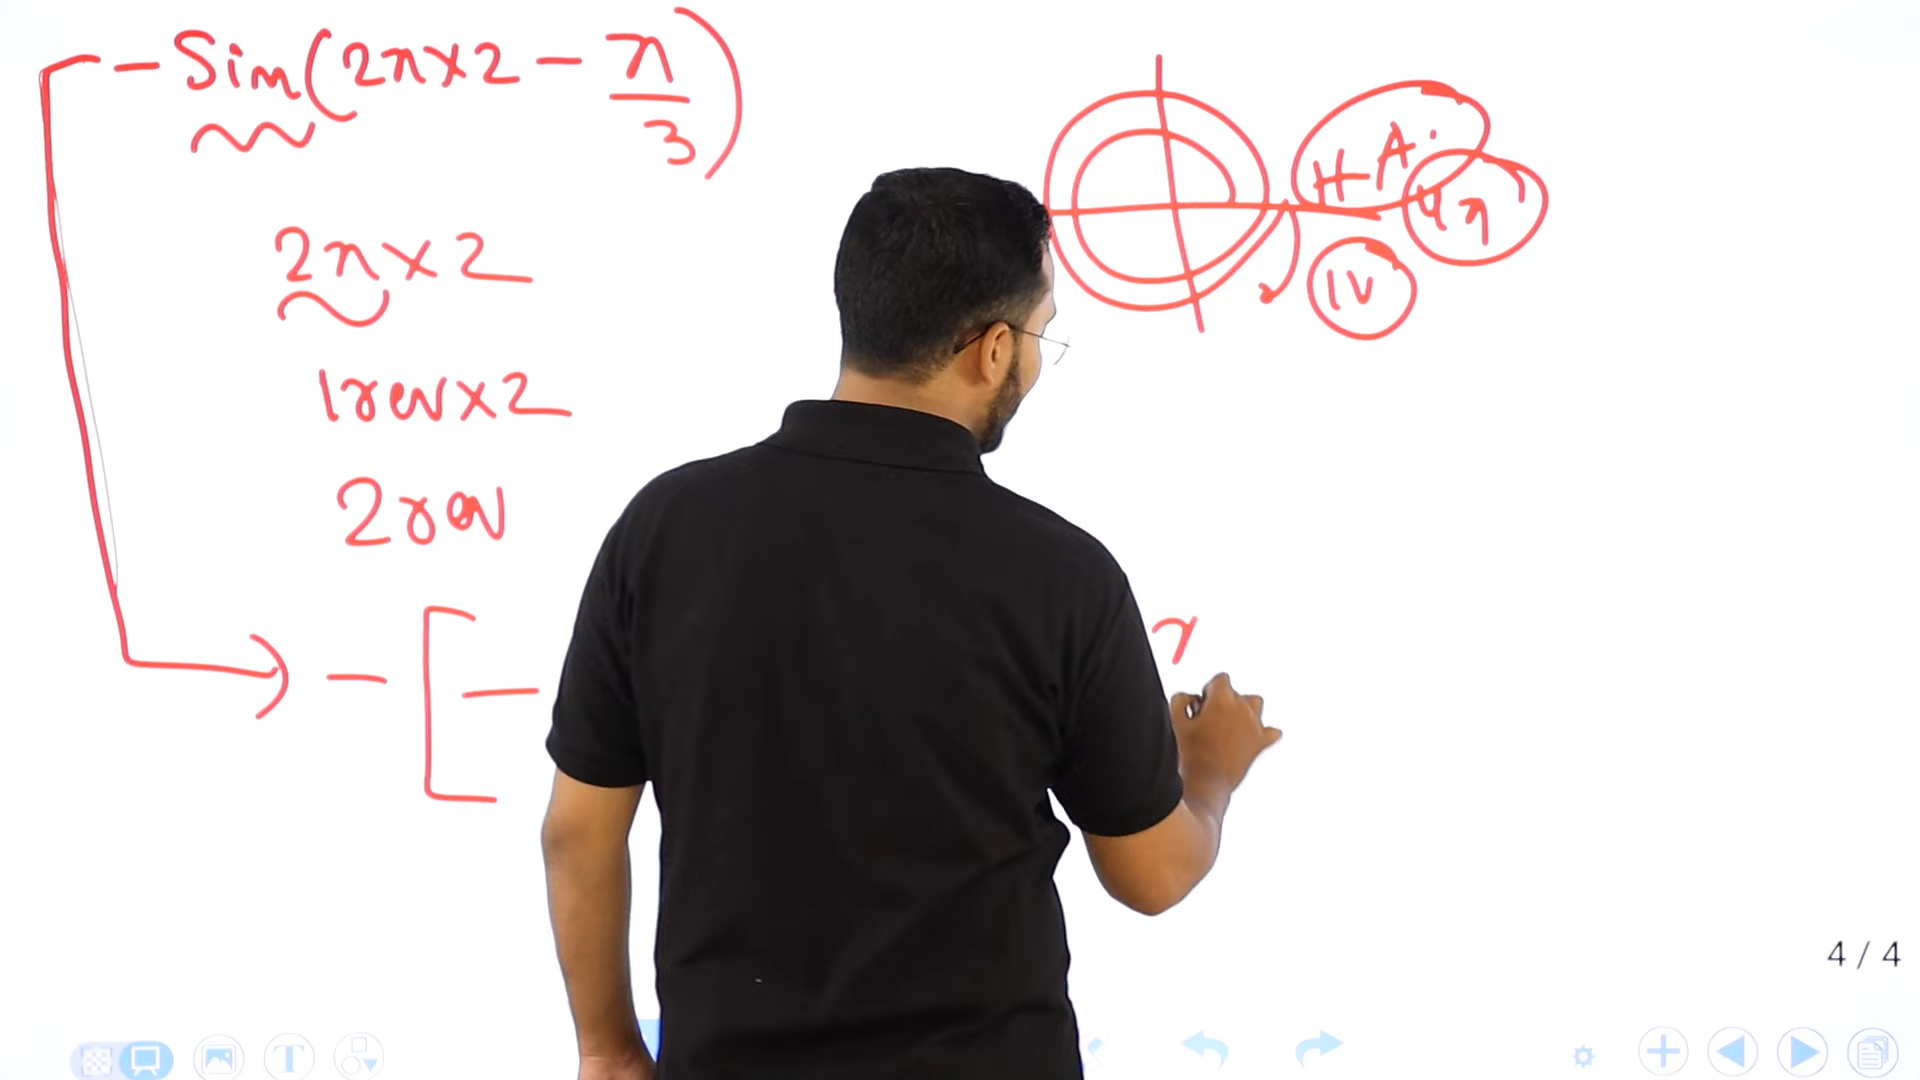 - Sin(2π×2 - π/3)
2π×2
1rev×2
2rev
- [ -
π
H A.
4π
IV
4 / 4
T